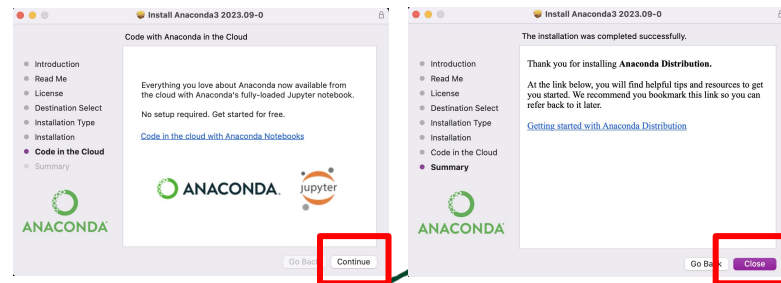 Install Anaconda3 2023.09-0
Code with Anaconda in the Cloud
Introduction
Read Me
License
Destination Select
Installation Type
Installation
Code in the Cloud
Summary
Everything you love about Anaconda now available from
the cloud with Anaconda's fully-loaded Jupyter notebook.
No setup required. Get started for free.
Code in the cloud with Anaconda Notebooks
ANACONDA.
jupyter
ANACONDA
Go Back
Continue
Install Anaconda3 2023.09-0
The installation was completed successfully.
Introduction
Read Me
License
Destination Select
Installation Type
Installation
Code in the Cloud
Summary
Thank you for installing Anaconda Distribution.
At the link below, you will find helpful tips and resources to get
you started. We recommend you bookmark this link so you can
refer back to it later.
Getting started with Anaconda Distribution
ANACONDA
Go Back
Close